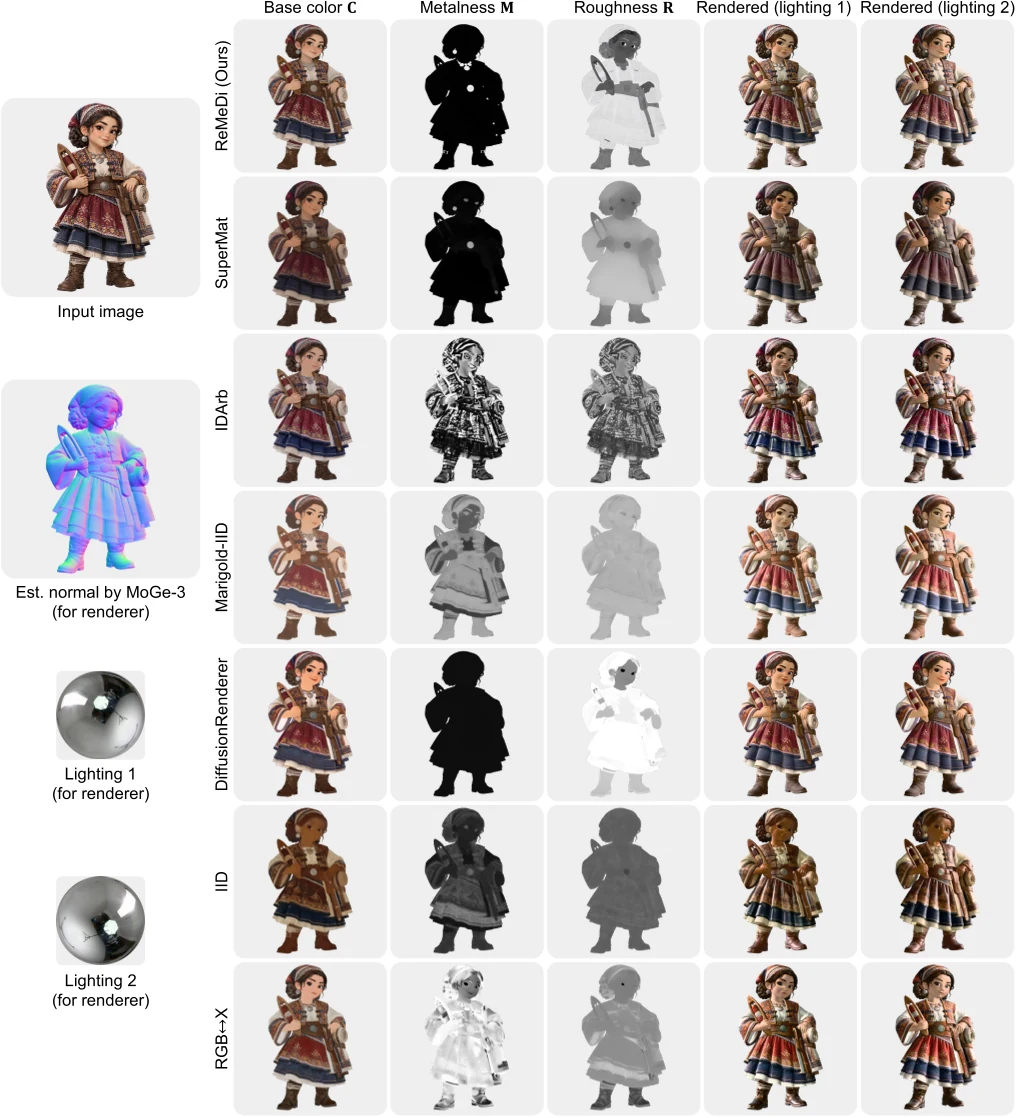 Base color C
Metalness M
Roughness R
Rendered (lighting 1)
Rendered (lighting 2)
ReMeDi (Ours)
SuperMat
IDArb
Marigold-IID
DiffusionRenderer
IID
RGB↔X
Input image
Est. normal by MoGe-3
(for renderer)
Lighting 1
(for renderer)
Lighting 2
(for renderer)